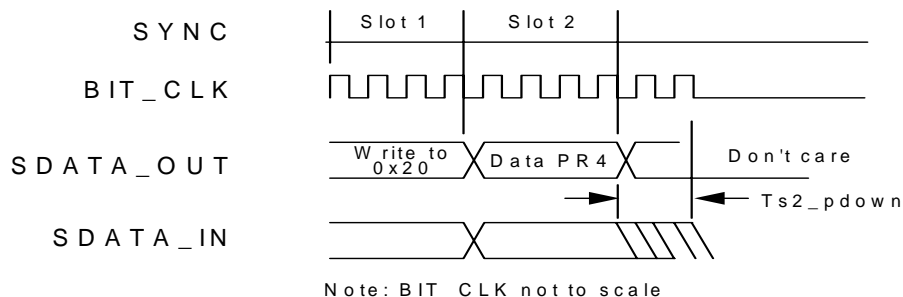 Slot 1 Slot 2
SYNC
BIT_CLK
SDATA_OUT
Write to
0x20
Data PR4
Don't care
Ts2_pdown
SDATA_IN
Note: BIT CLK not to scale